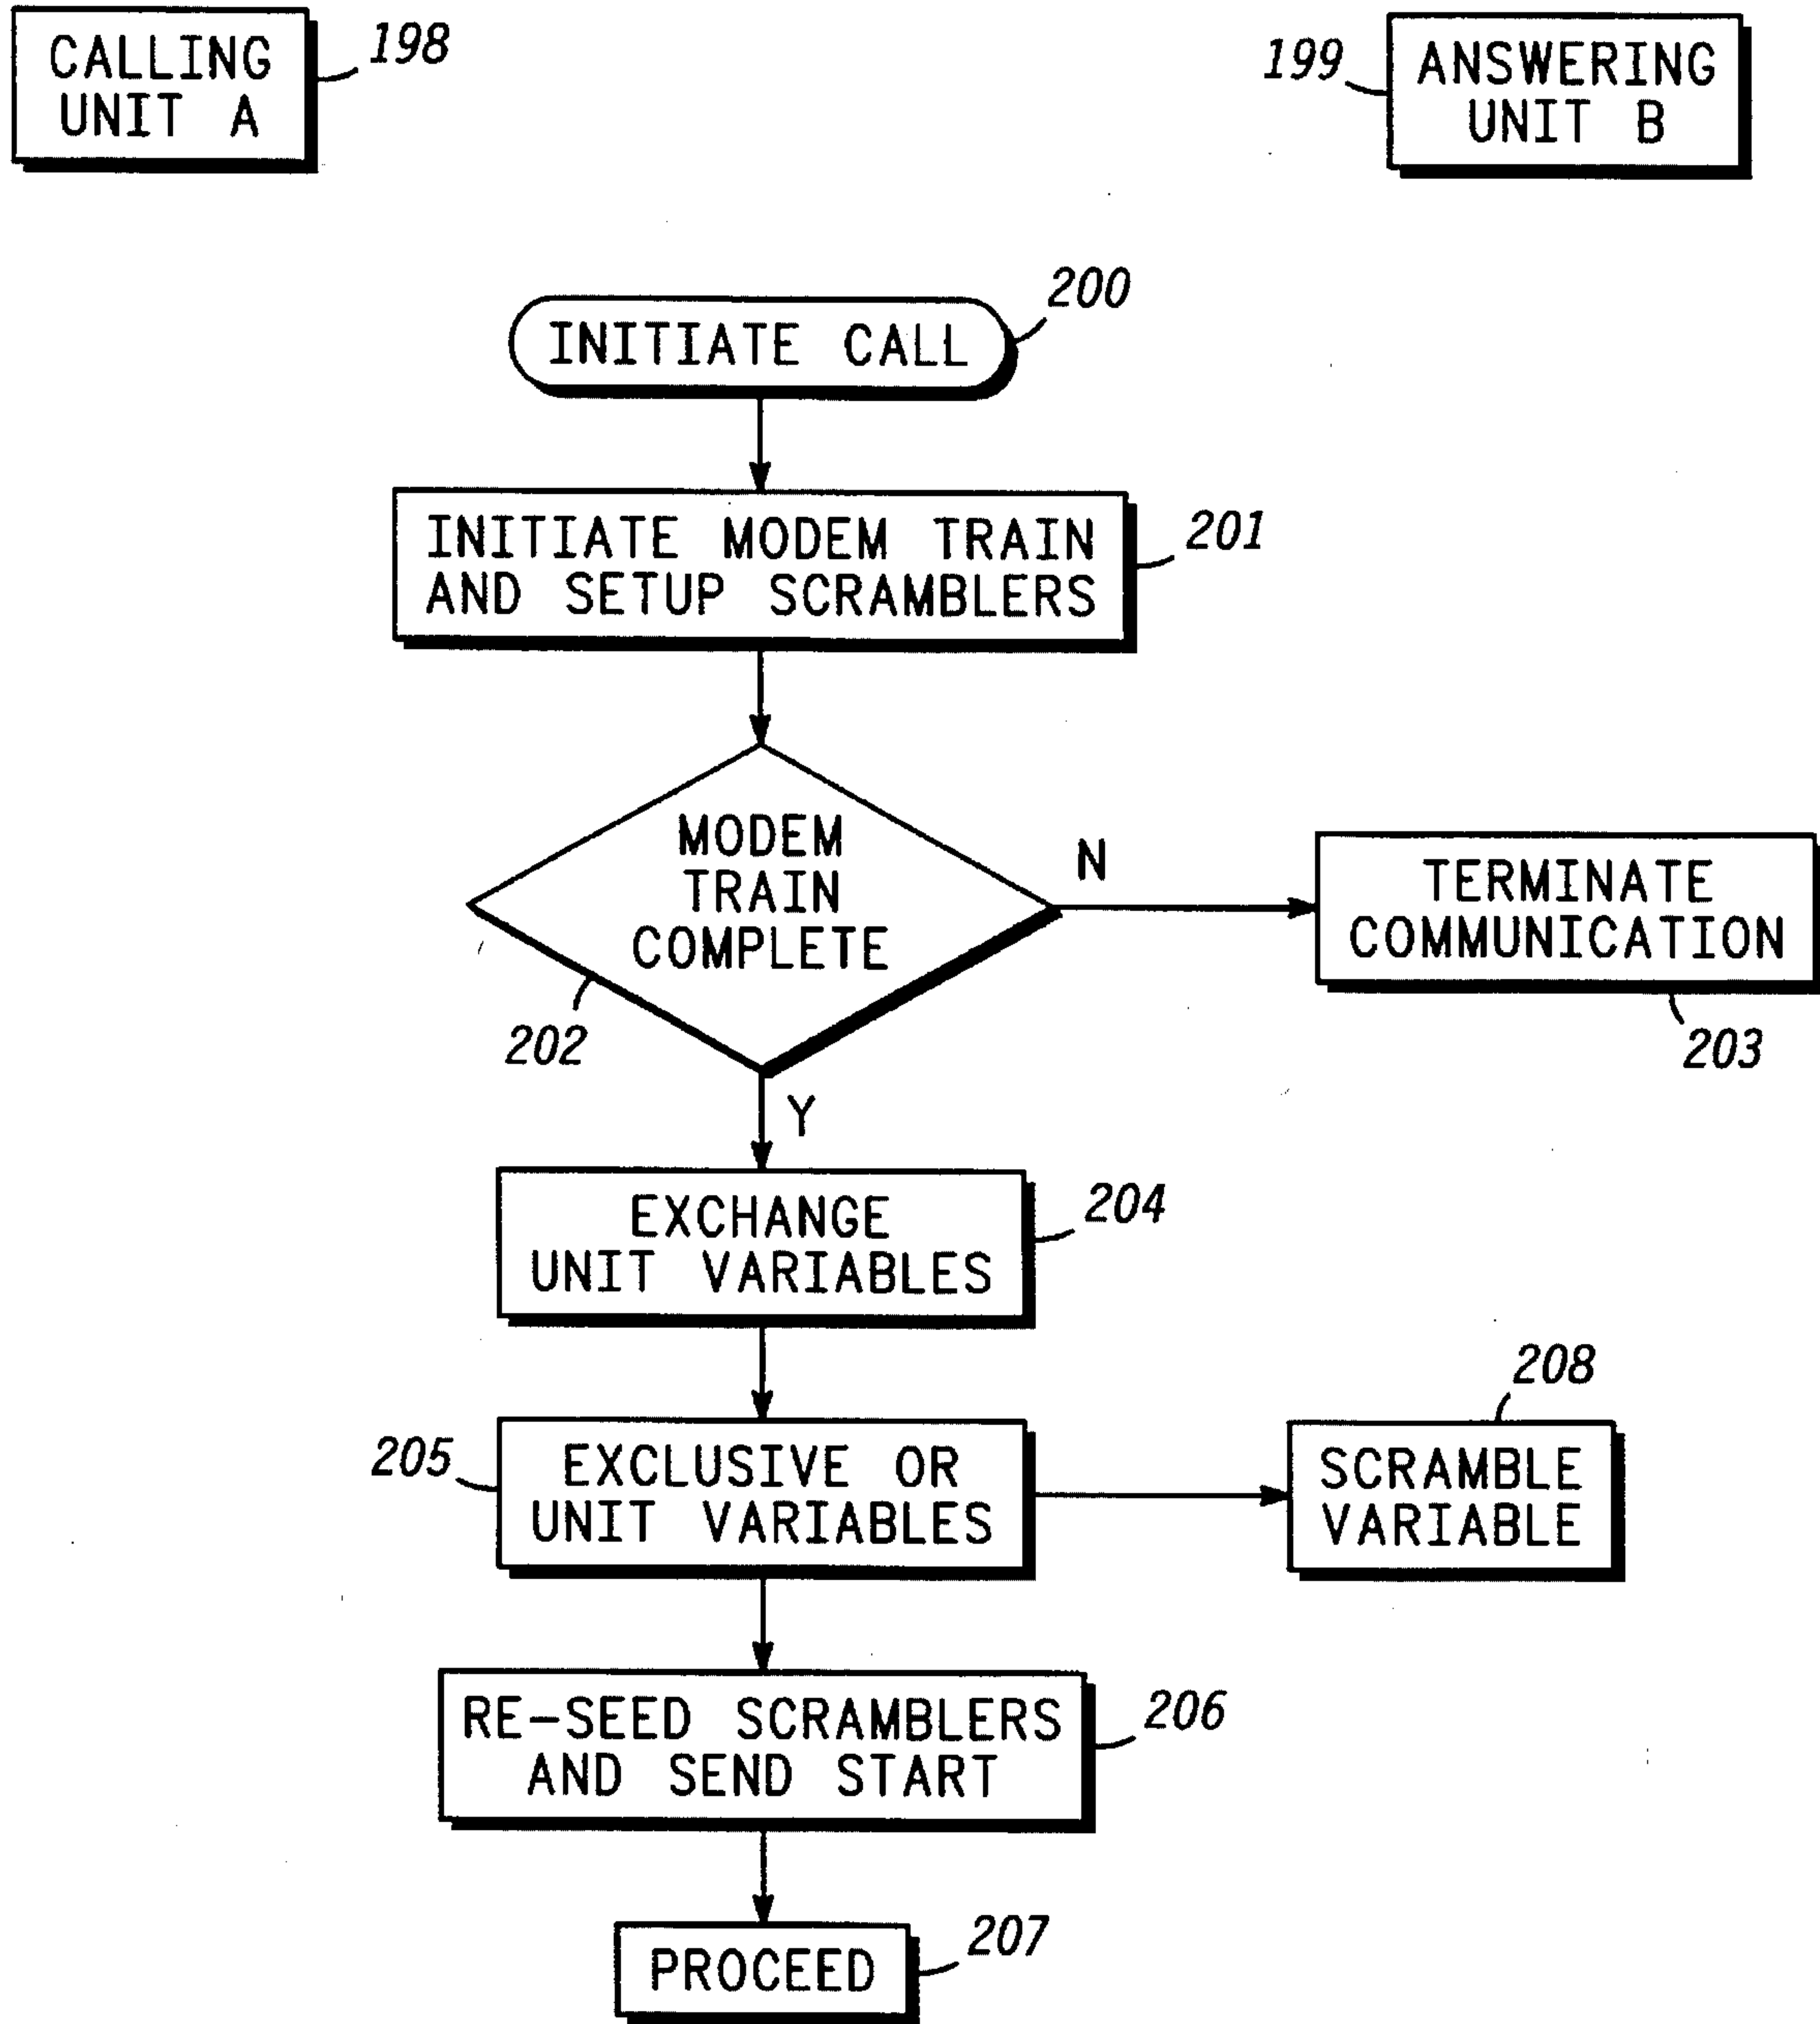 CALLING
UNIT A
198
199
ANSWERING
UNIT B
200
INITIATE CALL
201
INITIATE MODEM TRAIN
AND SETUP SCRAMBLERS
MODEM
TRAIN
COMPLETE
202
N
TERMINATE
COMMUNICATION
203
Y
EXCHANGE
UNIT VARIABLES
204
205
EXCLUSIVE OR
UNIT VARIABLES
208
SCRAMBLE
VARIABLE
RE-SEED SCRAMBLERS
AND SEND START
206
PROCEED
207